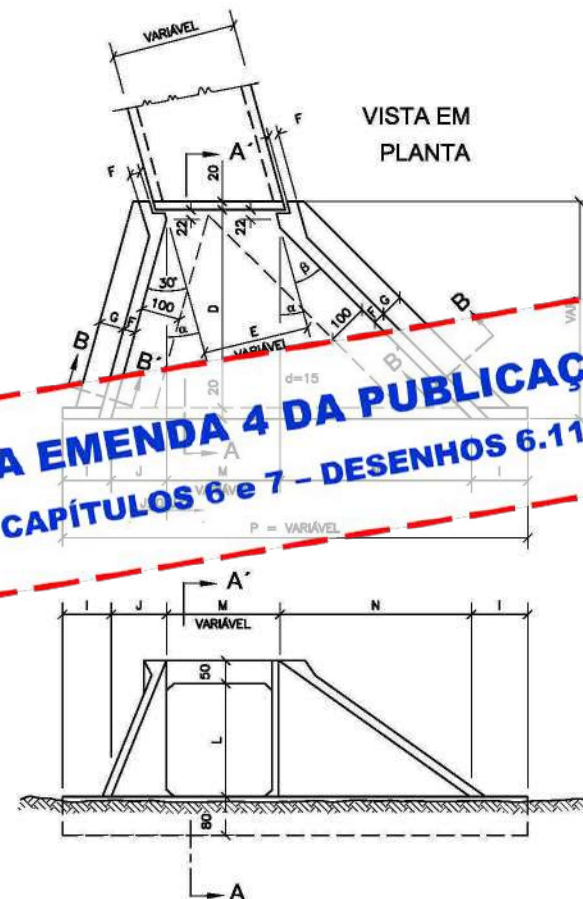 VARIÁVEL
VISTA EM
PLANTA
F
A'
F
20
22
22
30°
β
G
F
100
α
D
α
E
VARIÁVEL
100
F
G
B
B
B'
B'
20
d=15
A EMENDA 4 DA PUBLICAÇ
CAPÍTULOS 6 e 7 – DESENHOS 6.11
A
I
J
M
I
P = VARIÁVEL
A'
I
J
M
N
I
VARIÁVEL
50
L
80
A